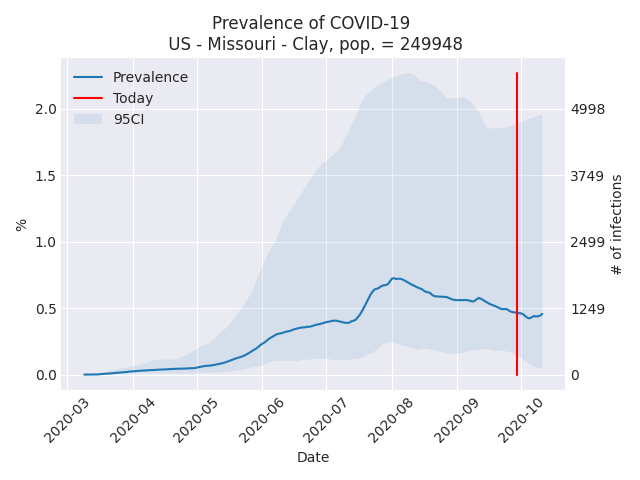 Prevalence of COVID-19
US - Missouri - Clay, pop. = 249948
Prevalence
Today
95CI
%
2.0
1.5
1.0
0.5
0.0
4998
3749
2499
1249
0
# of infections
2020-03
2020-04
2020-05
2020-06
2020-07
2020-08
2020-09
2020-10
Date